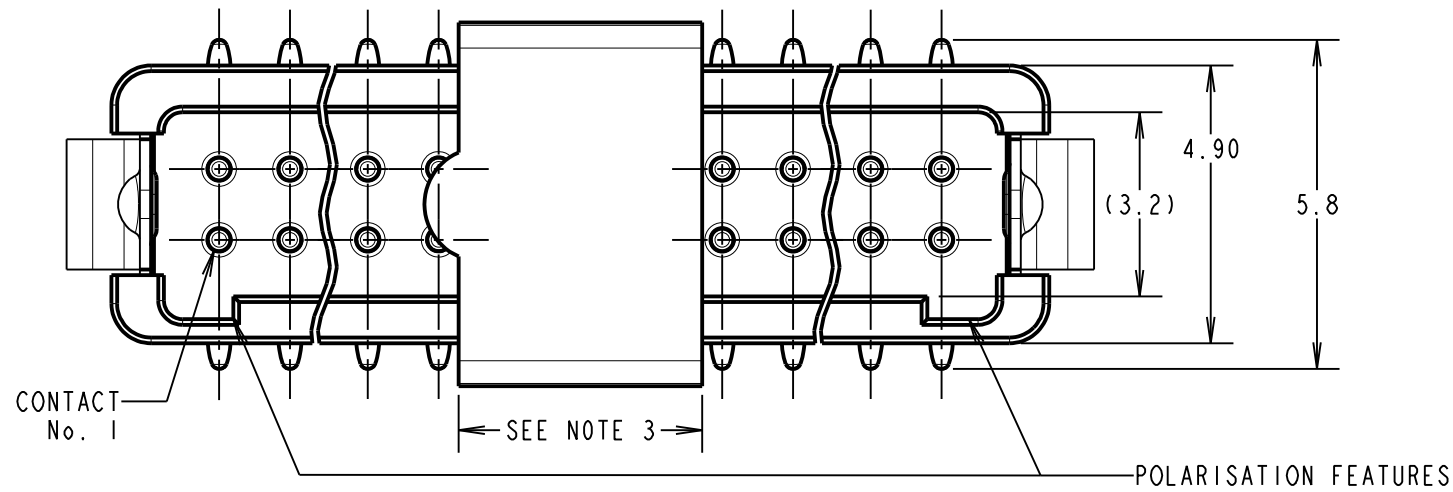 4.90
(3.2)
5.8
CONTACT
No. 1
SEE NOTE 3
POLARISATION FEATURES